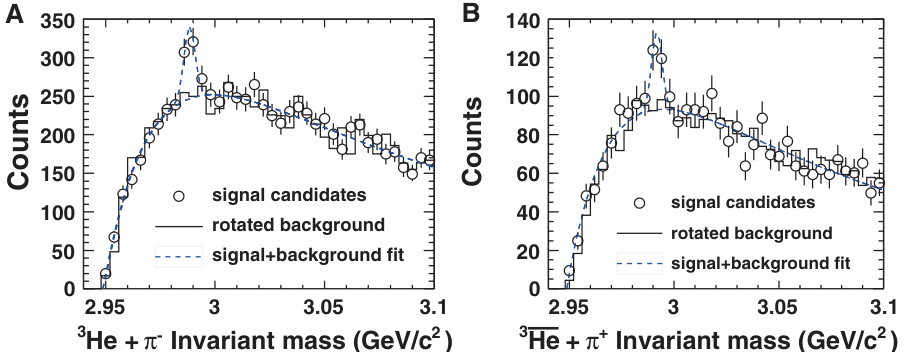 A
350
300
250
200
150
100
50
0
Counts
signal candidates
rotated background
signal+background fit
2.95 3 3.05 3.1
³He + π⁻ Invariant mass (GeV/c²)
B
140
120
100
80
60
40
20
0
Counts
signal candidates
rotated background
signal+background fit
2.95 3 3.05 3.1
³H̅e̅ + π⁺ Invariant mass (GeV/c²)